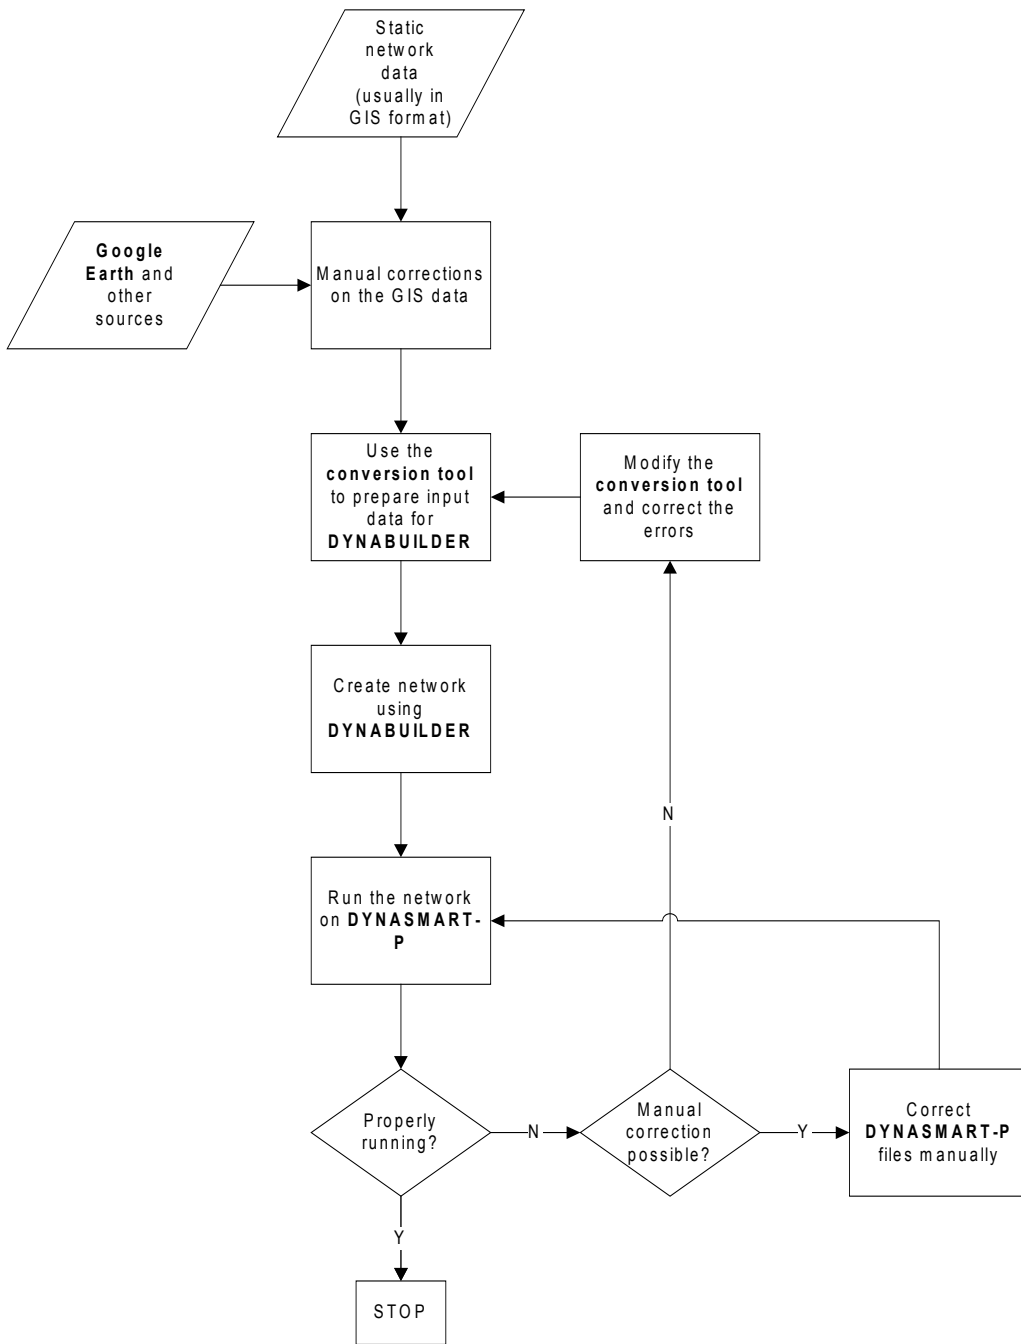 Static
network
data
(usually in
GIS format)
Google
Earth and
other
sources
Manual corrections
on the GIS data
Use the
conversion tool
to prepare input
data for
DYNABUILDER
Modify the
conversion tool
and correct the
errors
Create network
using
DYNABUILDER
N
Run the network
on DYNASMART-
P
Properly
running?
N
Manual
correction
possible?
Y
Correct
DYNASMART-P
files manually
Y
STOP